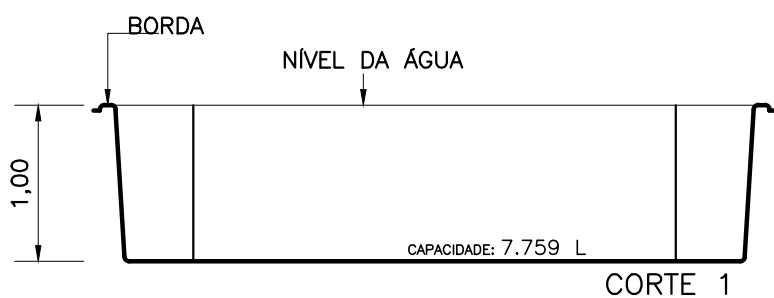 BORDA
NÍVEL DA ÁGUA
1,00
CAPACIDADE: 7.759 L
CORTE 1